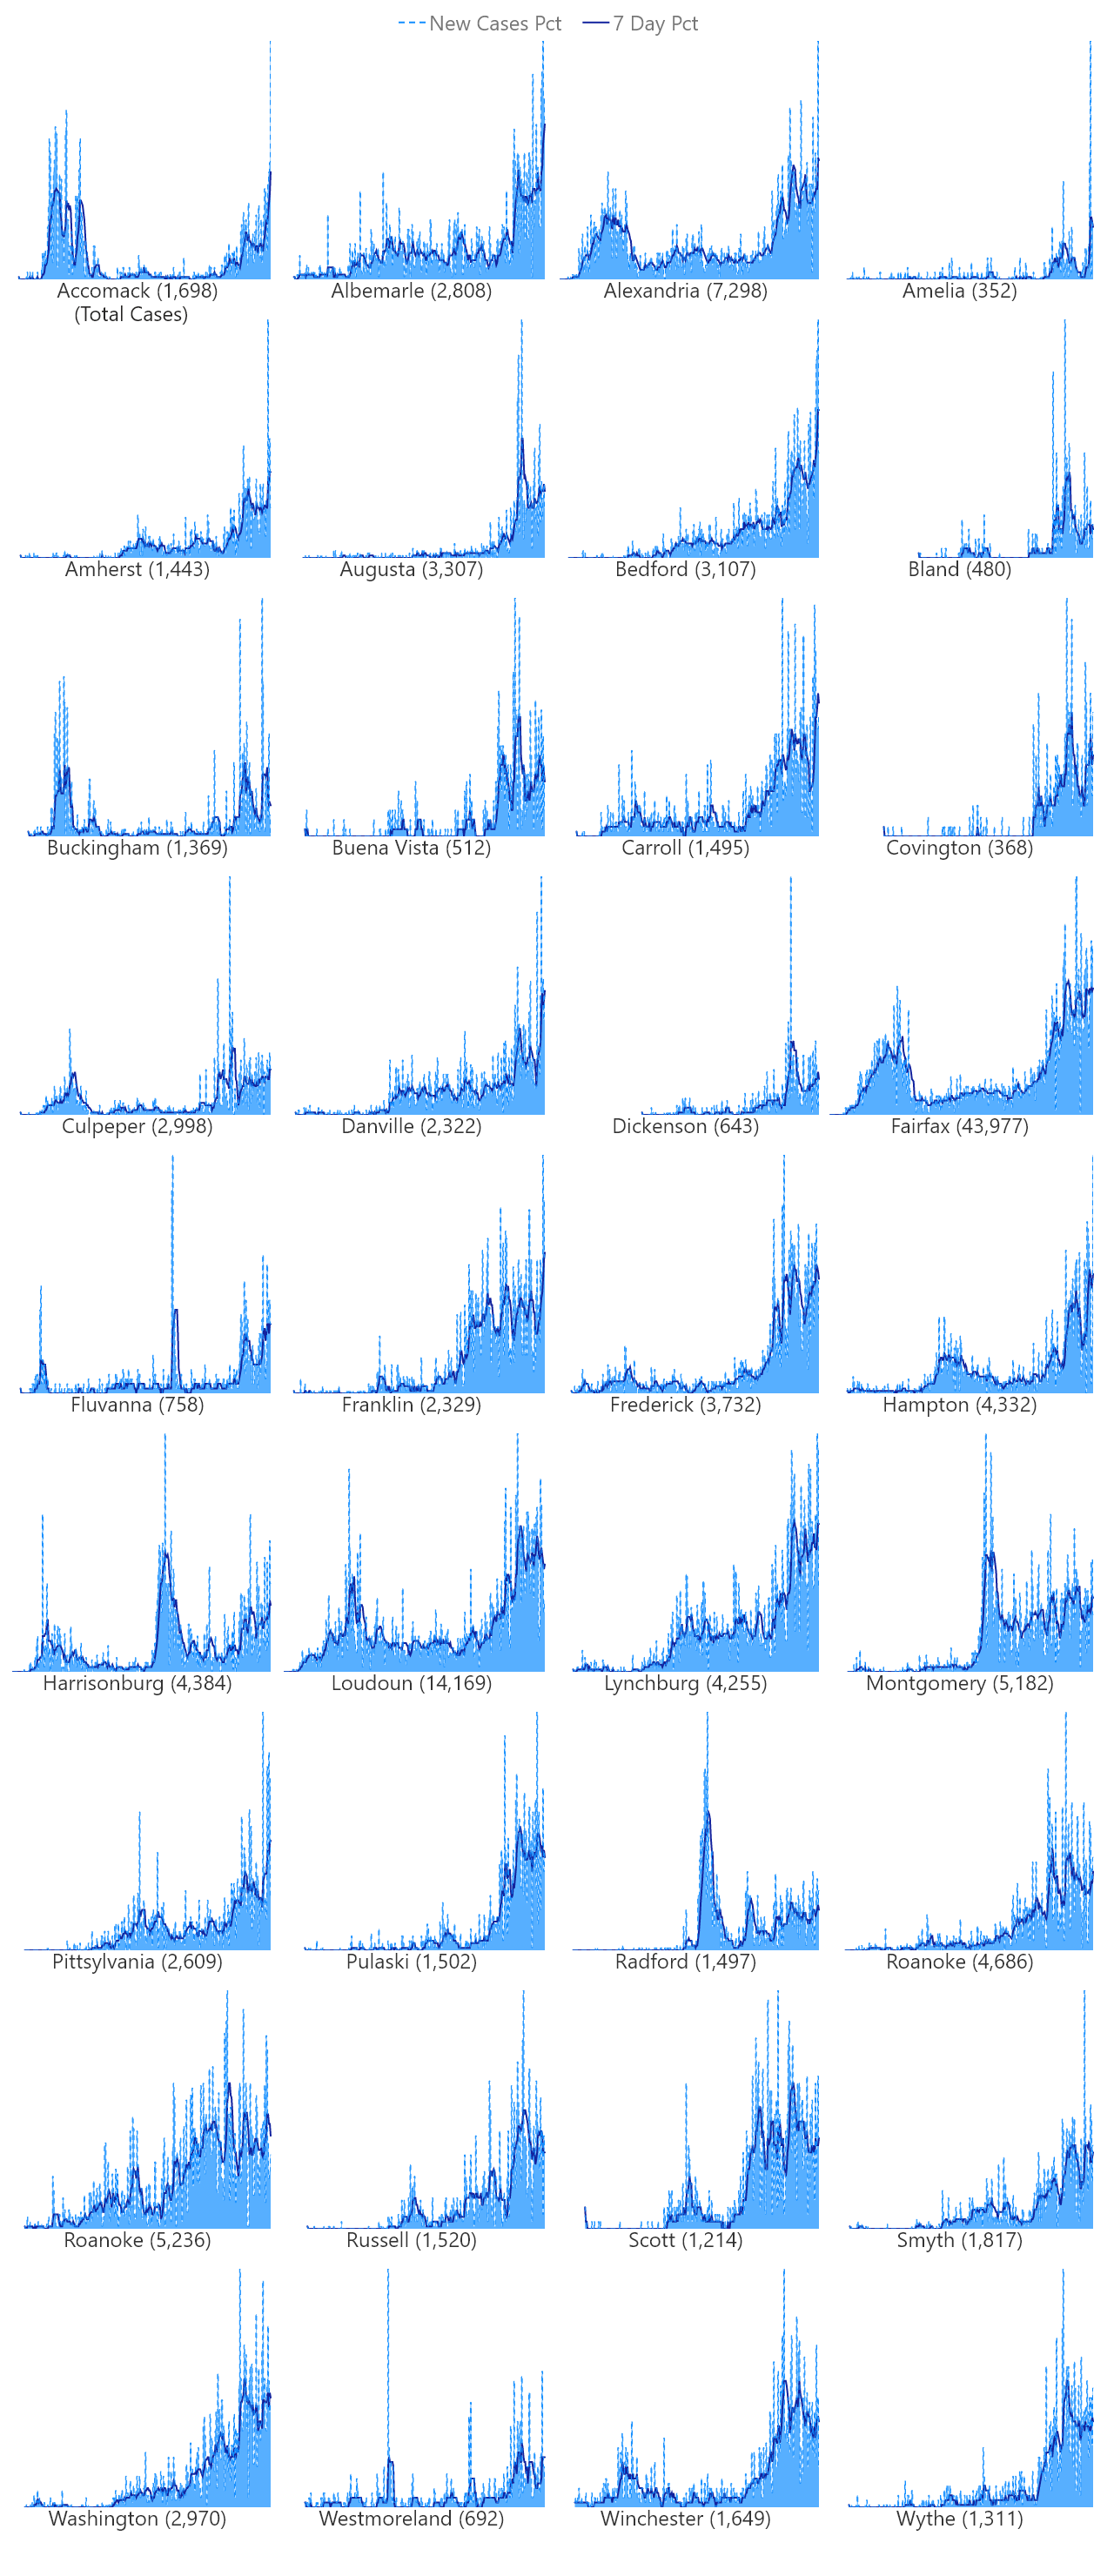 New Cases Pct 7 Day Pct
Accomack (1,698) Albemarle (2,808) Alexandria (7,298) Amelia (352)
(Total Cases)
Amherst (1,443) Augusta (3,307) Bedford (3,107) Bland (480)
Buckingham (1,369) Buena Vista (512) Carroll (1,495) Covington (368)
Culpeper (2,998) Danville (2,322) Dickenson (643) Fairfax (43,977)
Fluvanna (758) Franklin (2,329) Frederick (3,732) Hampton (4,332)
Harrisonburg (4,384) Loudoun (14,169) Lynchburg (4,255) Montgomery (5,182)
Pittsylvania (2,609) Pulaski (1,502) Radford (1,497) Roanoke (4,686)
Roanoke (5,236) Russell (1,520) Scott (1,214) Smyth (1,817)
Washington (2,970) Westmoreland (692) Winchester (1,649) Wythe (1,311)